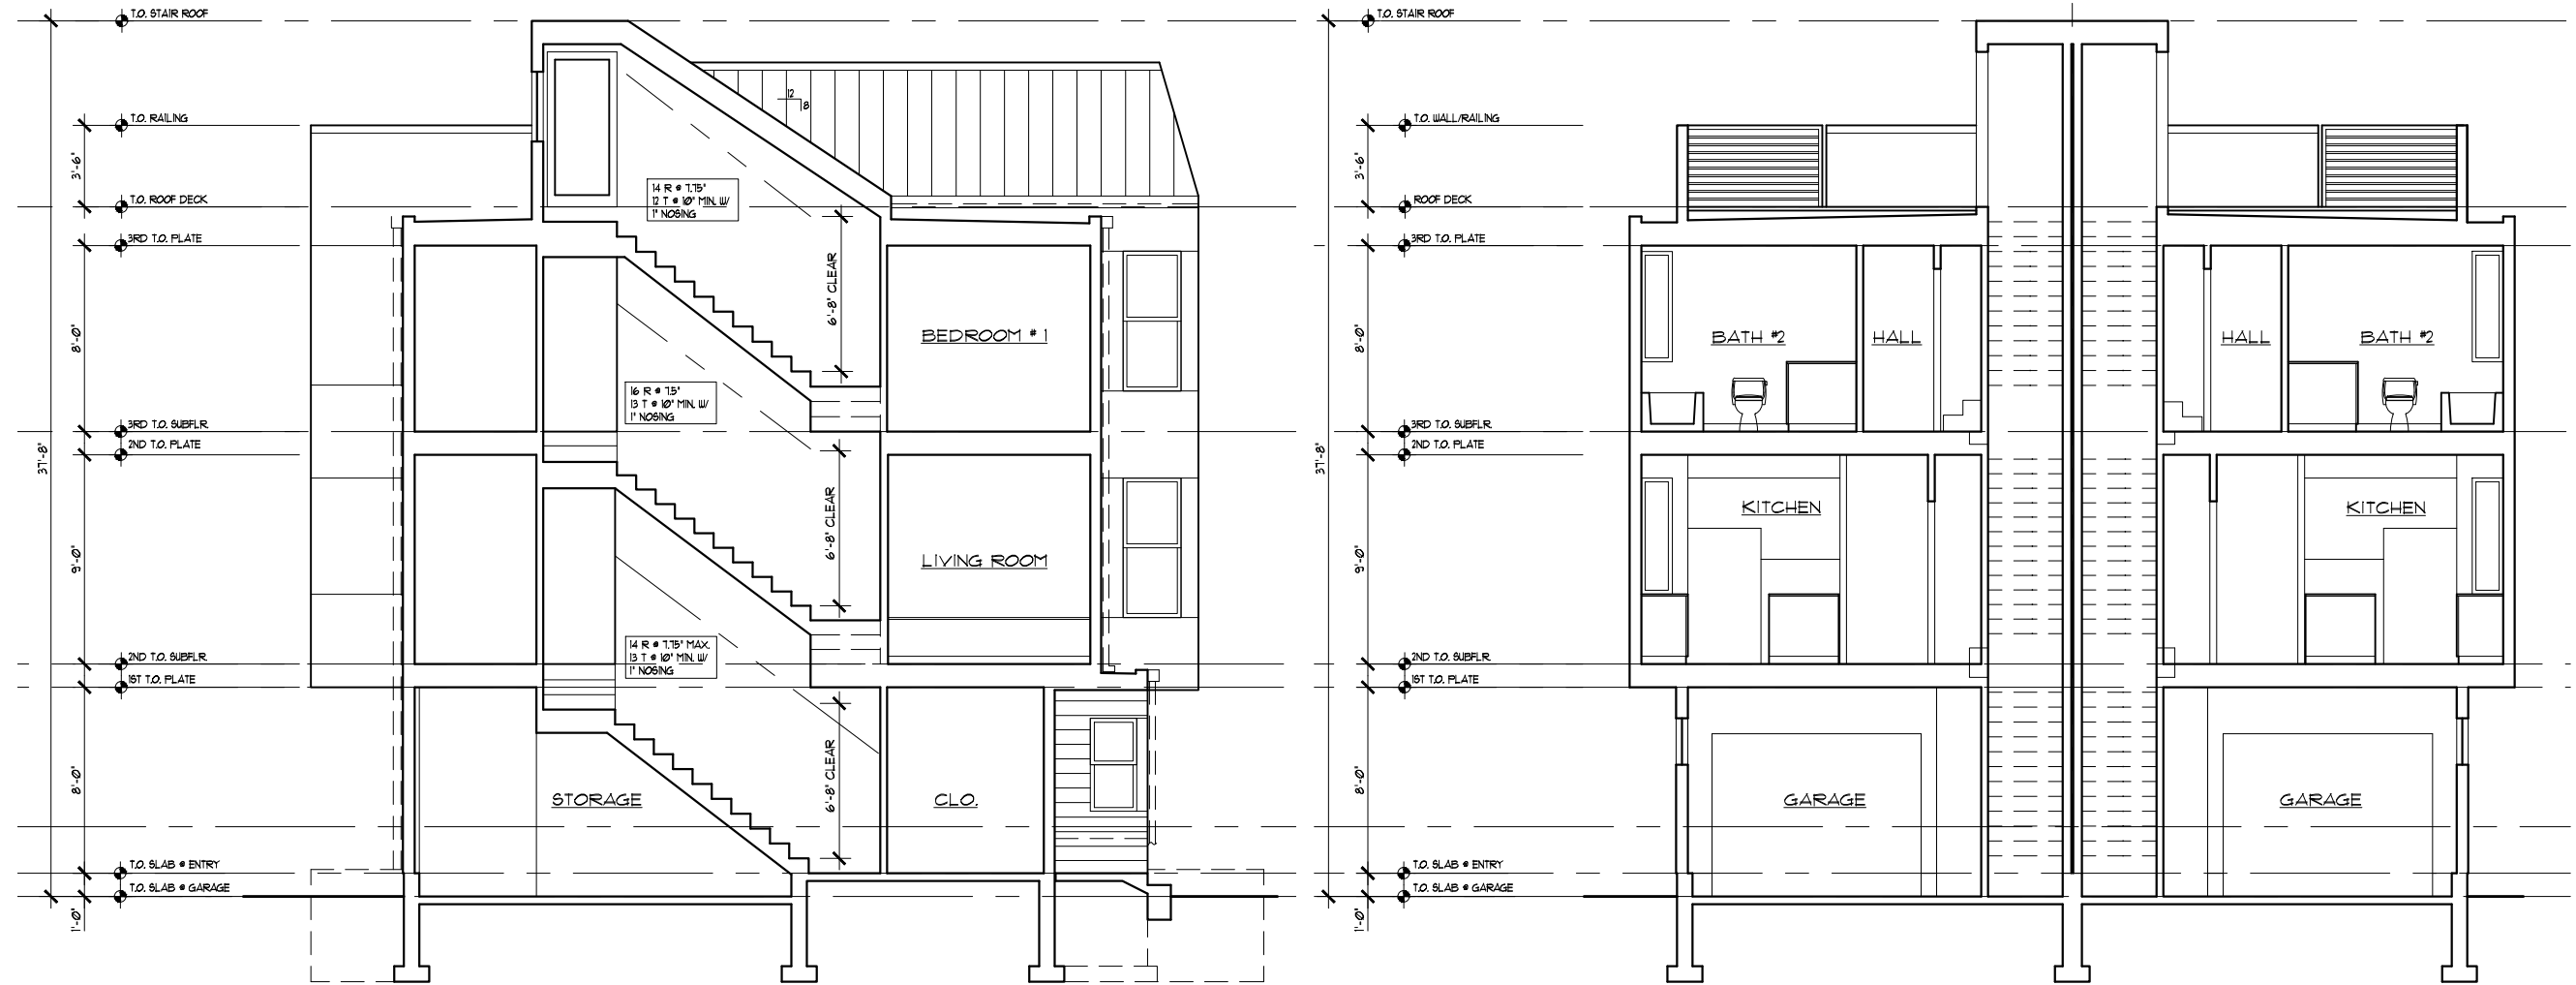 T.O. STAIR ROOF
T.O. RAILING
3'-6"
T.O. ROOF DECK
3RD T.O. PLATE
8'-0"
3RD T.O. SUBFLR.
2ND T.O. PLATE
37'-8"
9'-0"
2ND T.O. SUBFLR.
1ST T.O. PLATE
8'-0"
T.O. SLAB @ ENTRY
T.O. SLAB @ GARAGE
1'-0"
12
8
14 R @ 7.75"
12 T @ 10" MIN. W/
1" NOSING
6'-8" CLEAR
BEDROOM # 1
16 R @ 7.5"
13 T @ 10" MIN. W/
1" NOSING
6'-8" CLEAR
LIVING ROOM
14 R @ 7.75" MAX.
13 T @ 10" MIN. W/
1" NOSING
6'-8" CLEAR
STORAGE
CLO.
T.O. STAIR ROOF
T.O. WALL/RAILING
3'-6"
ROOF DECK
3RD T.O. PLATE
8'-0"
3RD T.O. SUBFLR.
2ND T.O. PLATE
37'-8"
9'-0"
2ND T.O. SUBFLR.
1ST T.O. PLATE
8'-0"
T.O. SLAB @ ENTRY
T.O. SLAB @ GARAGE
1'-0"
BATH #2
HALL
HALL
BATH #2
KITCHEN
KITCHEN
GARAGE
GARAGE